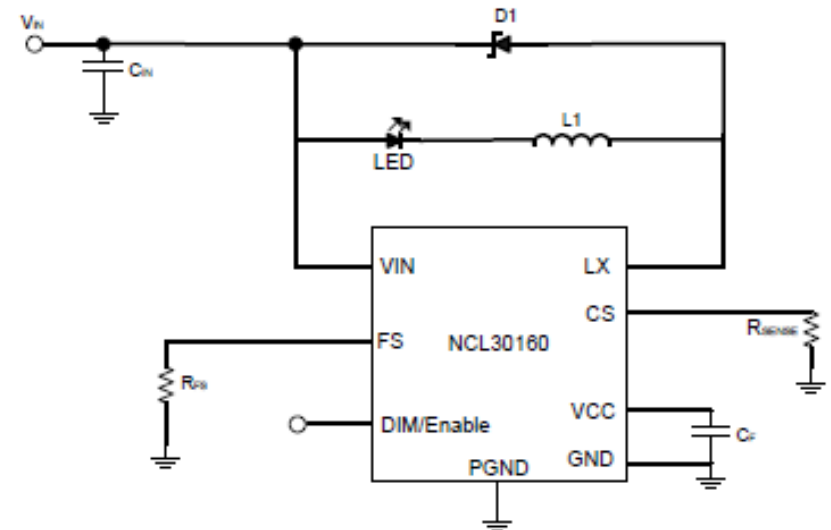 D1
VIN
CIN
L1
LED
VIN
LX
CS
RSENSE
FS
NCL30160
RFS
VCC
DIM/Enable
CF
GND
PGND